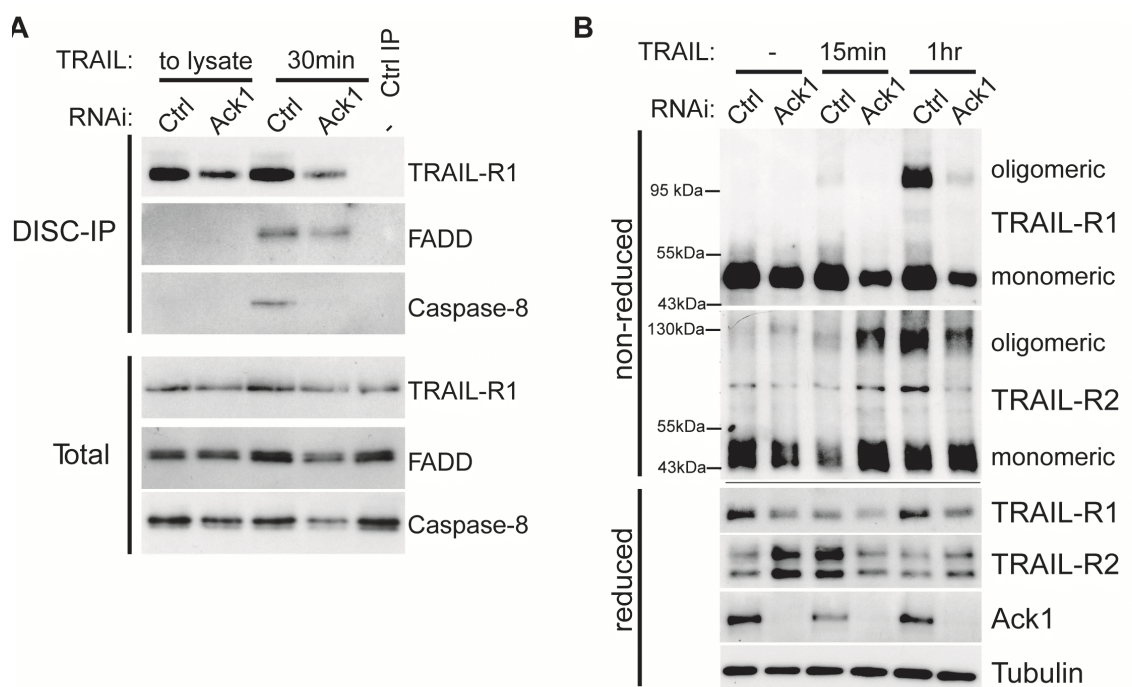 A
TRAIL: to lysate 30min Ctrl IP
RNAi: Ctrl Ack1 Ctrl Ack1 -
DISC-IP
TRAIL-R1
FADD
Caspase-8
Total
TRAIL-R1
FADD
Caspase-8
B
TRAIL: - 15min 1hr
RNAi: Ctrl Ack1 Ctrl Ack1 Ctrl Ack1
non-reduced
oligomeric
95 kDa
TRAIL-R1
55kDa
monomeric
43kDa
130kDa
oligomeric
TRAIL-R2
55kDa
monomeric
43kDa
reduced
TRAIL-R1
TRAIL-R2
Ack1
Tubulin